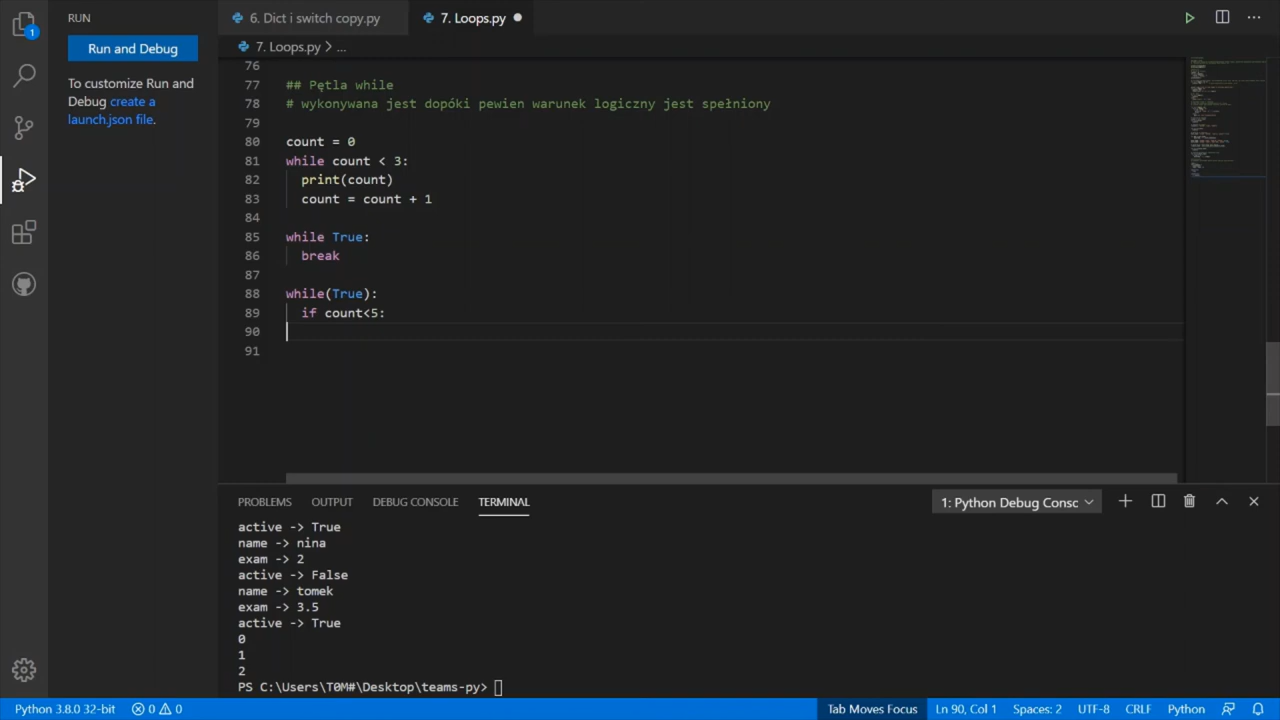 RUN
6. Dict i switch copy.py
7. Loops.py
1
Run and Debug
7. Loops.py > ...
To customize Run and
Debug create a
launch.json file.
76
77 ## Pętla while
78 # wykonywana jest dopóki pewien warunek logiczny jest spełniony
79
80 count = 0
81 while count < 3:
82 print(count)
83 count = count + 1
84
85 while True:
86 break
87
88 while(True):
89 if count<5:
90
91
PROBLEMS OUTPUT DEBUG CONSOLE TERMINAL 1: Python Debug Consc
active -> True
name -> nina
exam -> 2
active -> False
name -> tomek
exam -> 3.5
active -> True
0
1
2
PS C:\Users\T0M#\Desktop\teams-py>
Python 3.8.0 32-bit 0 0 Tab Moves Focus Ln 90, Col 1 Spaces: 2 UTF-8 CRLF Python